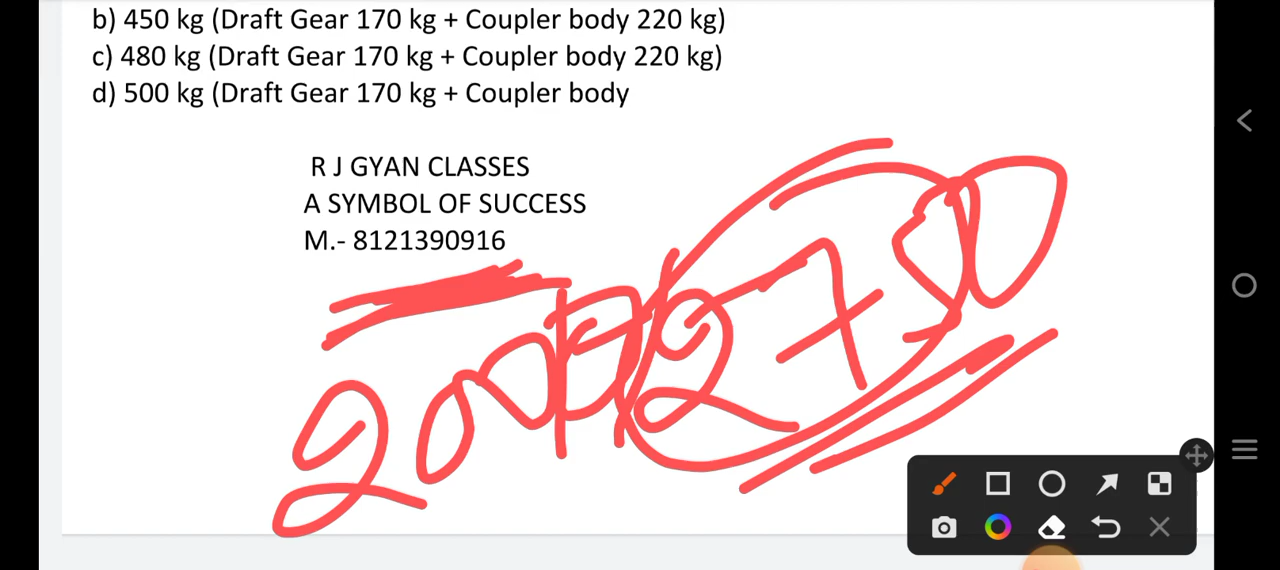 b) 450 kg (Draft Gear 170 kg + Coupler body 220 kg)
c) 480 kg (Draft Gear 170 kg + Coupler body 220 kg)
d) 500 kg (Draft Gear 170 kg + Coupler body
R J GYAN CLASSES
A SYMBOL OF SUCCESS
M.- 8121390916
2750